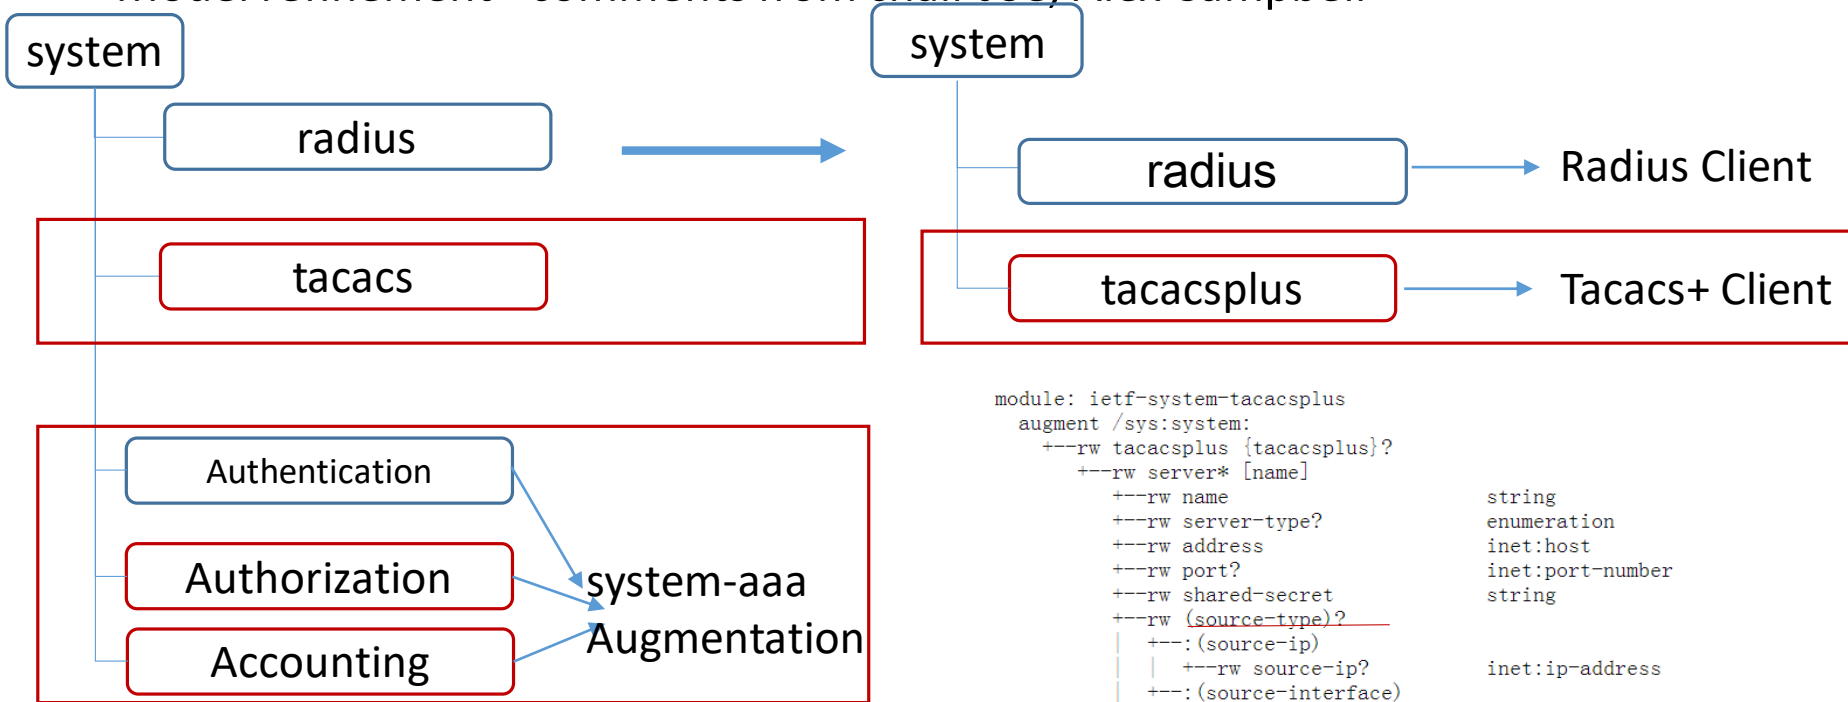 system
radius
tacacs
Authentication
Authorization
Accounting
system-aaa
Augmentation
system
radius
Radius Client
tacacsplus
Tacacs+ Client
module: ietf-system-tacacsplus
augment /sys:system:
+--rw tacacsplus {tacacsplus}?
+--rw server* [name]
+--rw name string
+--rw server-type? enumeration
+--rw address inet:host
+--rw port? inet:port-number
+--rw shared-secret string
+--rw (source-type)?
| +--:(source-ip)
| | +--rw source-ip? inet:ip-address
| +--:(source-interface)